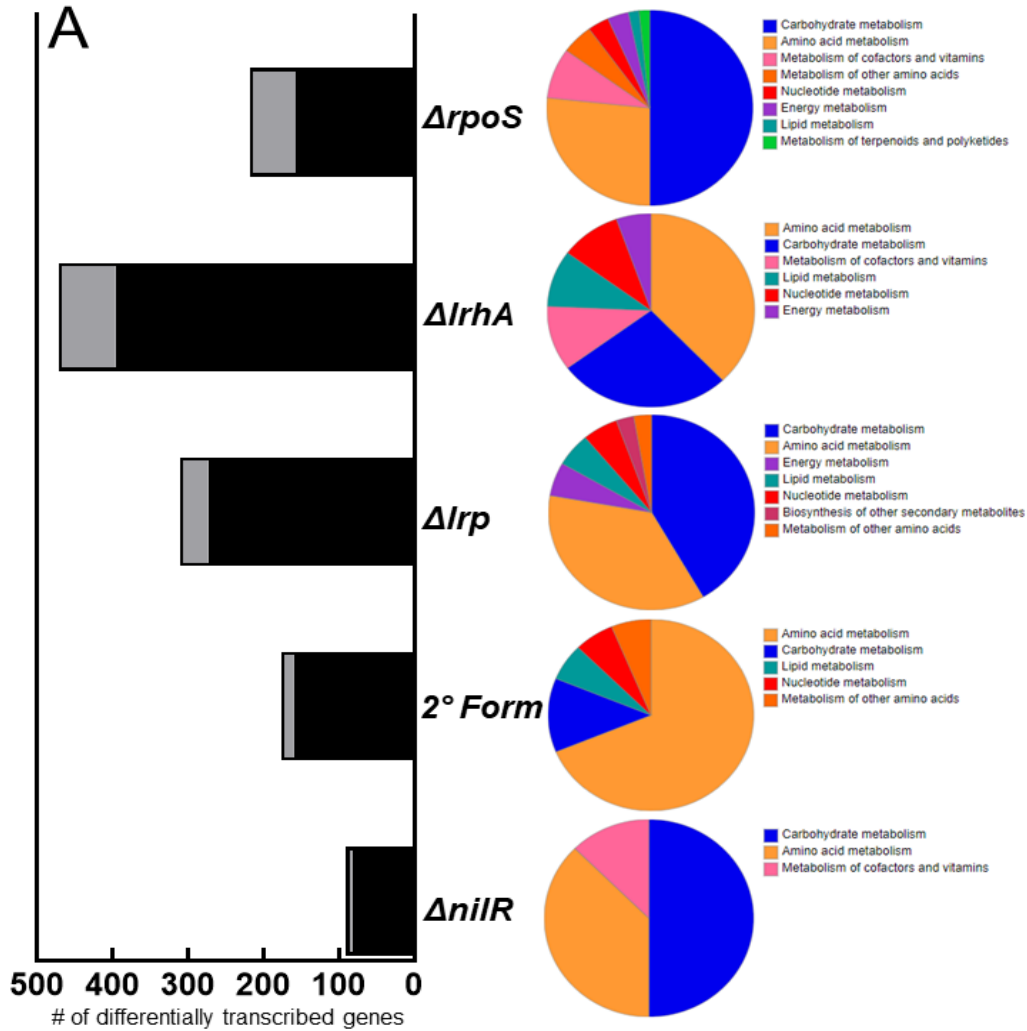 A
ΔrpoS
Carbohydrate metabolism
Amino acid metabolism
Metabolism of cofactors and vitamins
Metabolism of other amino acids
Nucleotide metabolism
Energy metabolism
Lipid metabolism
Metabolism of terpenoids and polyketides
ΔlrhA
Amino acid metabolism
Carbohydrate metabolism
Metabolism of cofactors and vitamins
Lipid metabolism
Nucleotide metabolism
Energy metabolism
Δlrp
Carbohydrate metabolism
Amino acid metabolism
Energy metabolism
Lipid metabolism
Nucleotide metabolism
Biosynthesis of other secondary metabolites
Metabolism of other amino acids
2° Form
Amino acid metabolism
Carbohydrate metabolism
Lipid metabolism
Nucleotide metabolism
Metabolism of other amino acids
ΔnilR
Carbohydrate metabolism
Amino acid metabolism
Metabolism of cofactors and vitamins
500 400 300 200 100 0
# of differentially transcribed genes